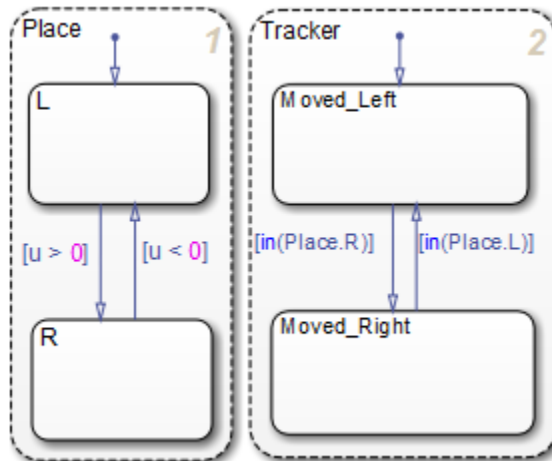 Place
1
L
[u > 0]
[u < 0]
R
Tracker
2
Moved_Left
[in(Place.R)]
[in(Place.L)]
Moved_Right